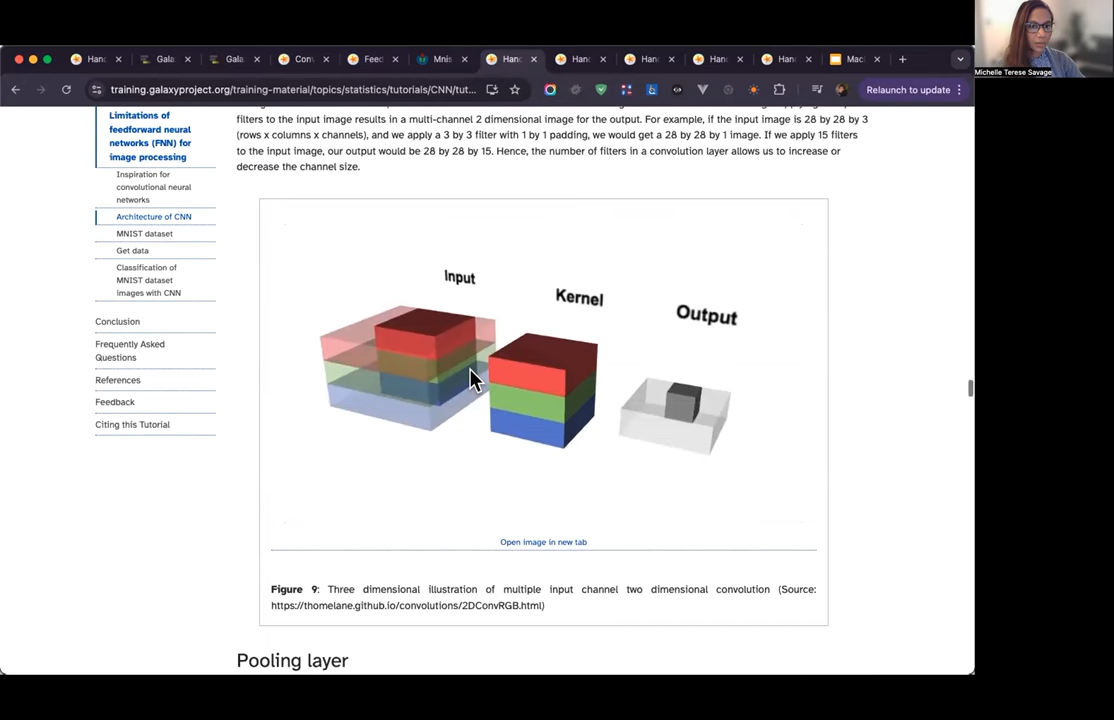 Hanc
Gala
Gala
Conv
Feed
Mnis
Hanc
Hanc
Hanc
Hanc
Hanc
Macl
training.galaxyproject.org/training-material/topics/statistics/tutorials/CNN/tut...
Relaunch to update
Michelle Terese Savage
Limitations of
feedforward neural
networks (FNN) for
image processing
Inspiration for
convolutional neural
networks
Architecture of CNN
MNIST dataset
Get data
Classification of
MNIST dataset
images with CNN
Conclusion
Frequently Asked
Questions
References
Feedback
Citing this Tutorial
filters to the input image results in a multi-channel 2 dimensional image for the output. For example, if the input image is 28 by 28 by 3
(rows x columns x channels), and we apply a 3 by 3 filter with 1 by 1 padding, we would get a 28 by 28 by 1 image. If we apply 15 filters
to the input image, our output would be 28 by 28 by 15. Hence, the number of filters in a convolution layer allows us to increase or
decrease the channel size.
Input
Kernel
Output
Open image in new tab
Figure 9: Three dimensional illustration of multiple input channel two dimensional convolution (Source:
https://thomelane.github.io/convolutions/2DConvRGB.html)
Pooling layer